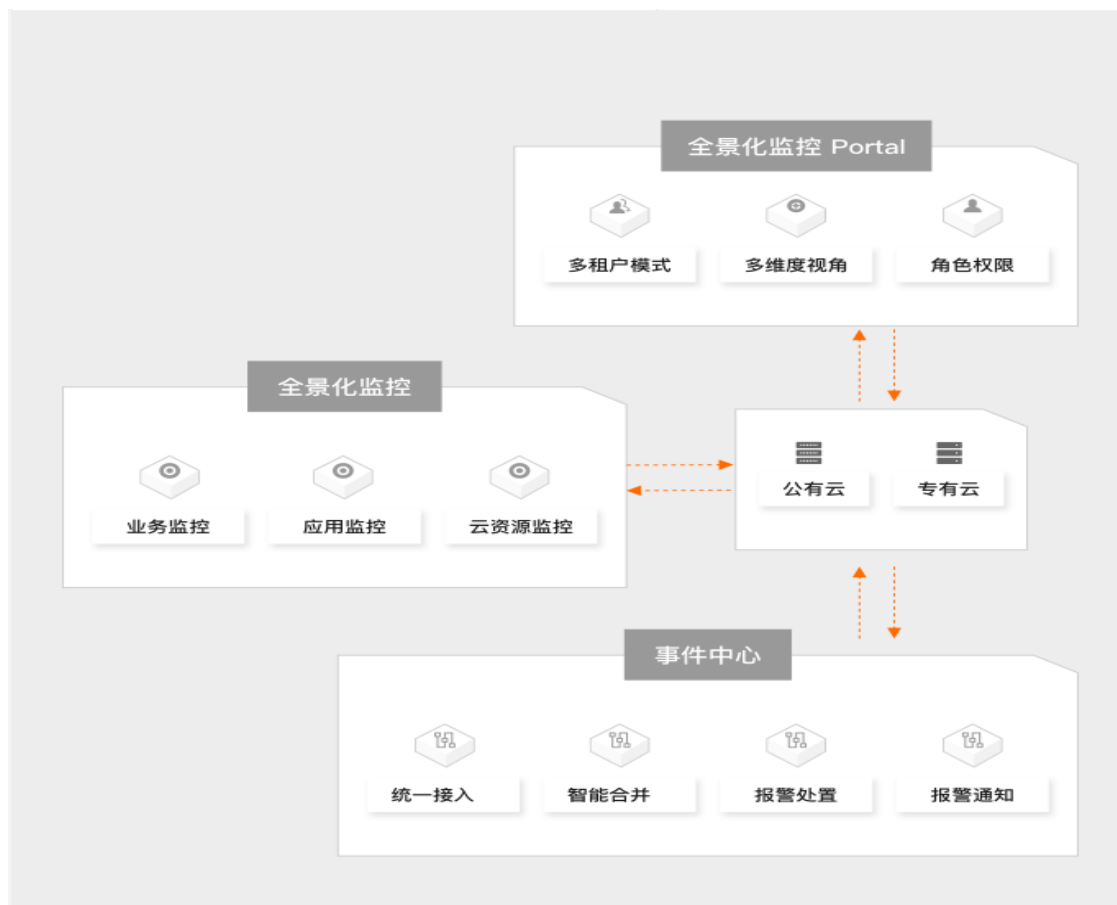 全景化监控 Portal
多租户模式
多维度视角
角色权限
全景化监控
业务监控
应用监控
云资源监控
公有云
专有云
事件中心
统一接入
智能合并
报警处置
报警通知